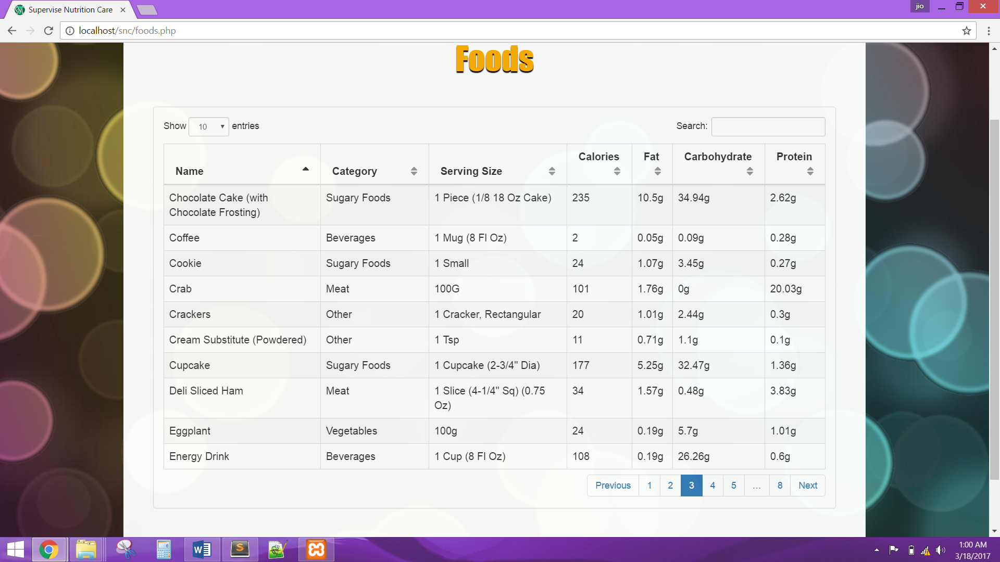 Supervise Nutrition Care
jio
localhost/snc/foods.php
Foods
Show 10 entries
Search:
Name Category Serving Size Calories Fat Carbohydrate Protein
Chocolate Cake (with Chocolate Frosting) Sugary Foods 1 Piece (1/8 18 Oz Cake) 235 10.5g 34.94g 2.62g
Coffee Beverages 1 Mug (8 Fl Oz) 2 0.05g 0.09g 0.28g
Cookie Sugary Foods 1 Small 24 1.07g 3.45g 0.27g
Crab Meat 100G 101 1.76g 0g 20.03g
Crackers Other 1 Cracker, Rectangular 20 1.01g 2.44g 0.3g
Cream Substitute (Powdered) Other 1 Tsp 11 0.71g 1.1g 0.1g
Cupcake Sugary Foods 1 Cupcake (2-3/4" Dia) 177 5.25g 32.47g 1.36g
Deli Sliced Ham Meat 1 Slice (4-1/4" Sq) (0.75 Oz) 34 1.57g 0.48g 3.83g
Eggplant Vegetables 100g 24 0.19g 5.7g 1.01g
Energy Drink Beverages 1 Cup (8 Fl Oz) 108 0.19g 26.26g 0.6g
Previous 1 2 3 4 5 … 8 Next
1:00 AM
3/18/2017